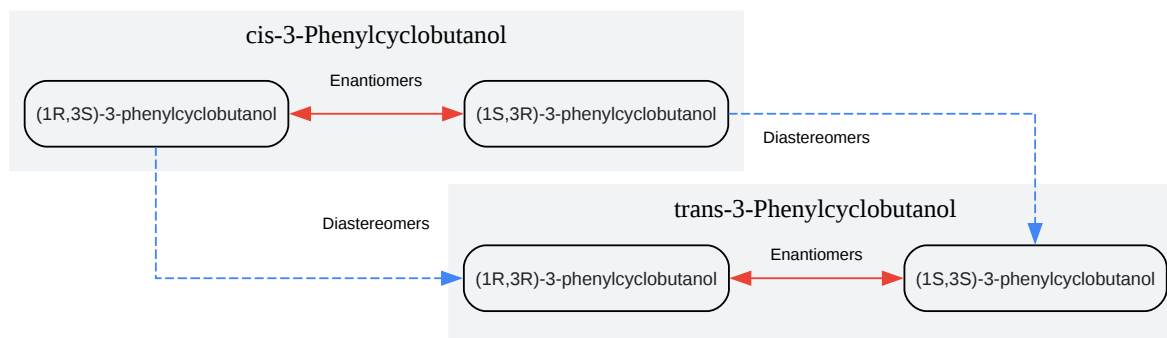 cis-3-Phenylcyclobutanol
Enantiomers
(1R,3S)-3-phenylcyclobutanol
(1S,3R)-3-phenylcyclobutanol
Diastereomers
trans-3-Phenylcyclobutanol
Diastereomers
Enantiomers
(1R,3R)-3-phenylcyclobutanol
(1S,3S)-3-phenylcyclobutanol